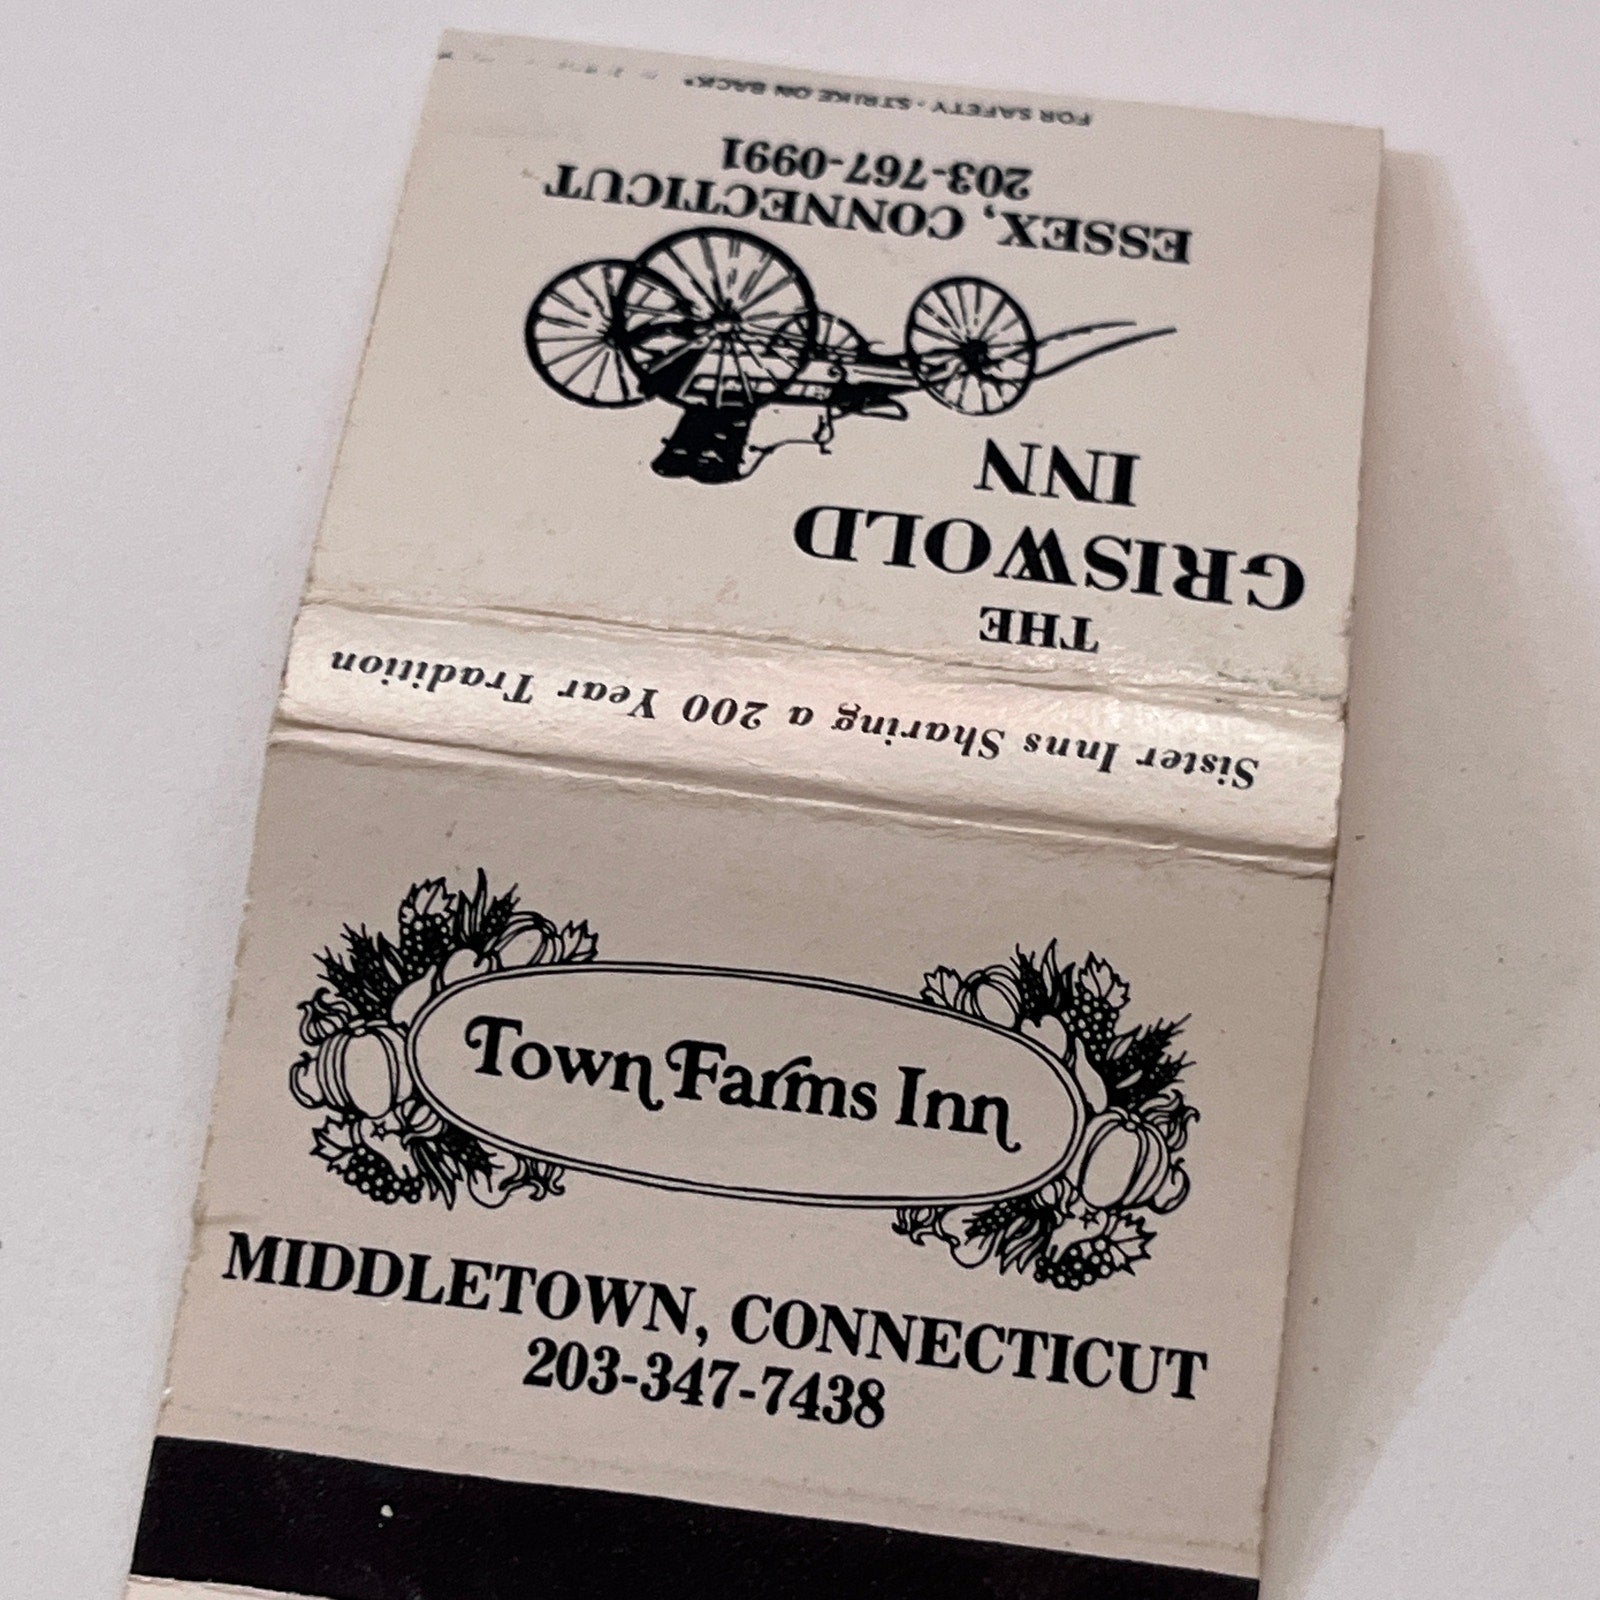 FOR SAFETY · STRIKE ON BACK
203-767-0991
ESSEX, CONNECTICUT
THE
GRISWOLD
INN
Sister Inns Sharing a 200 Year Tradition
Town Farms Inn
MIDDLETOWN, CONNECTICUT
203-347-7438